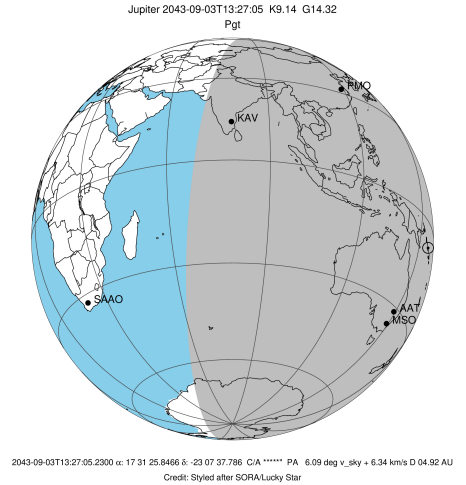 Jupiter 2043-09-03T13:27:05 K9.14 G14.32
Pgt
PMO
KAV
SAAO
AAT
MSO
2043-09-03T13:27:05.2300 α: 17 31 25.8466 δ: -23 07 37.786 C/A ****** PA 6.09 deg v_sky + 6.34 km/s D 04.92 AU
Credit: Styled after SORA/Lucky Star